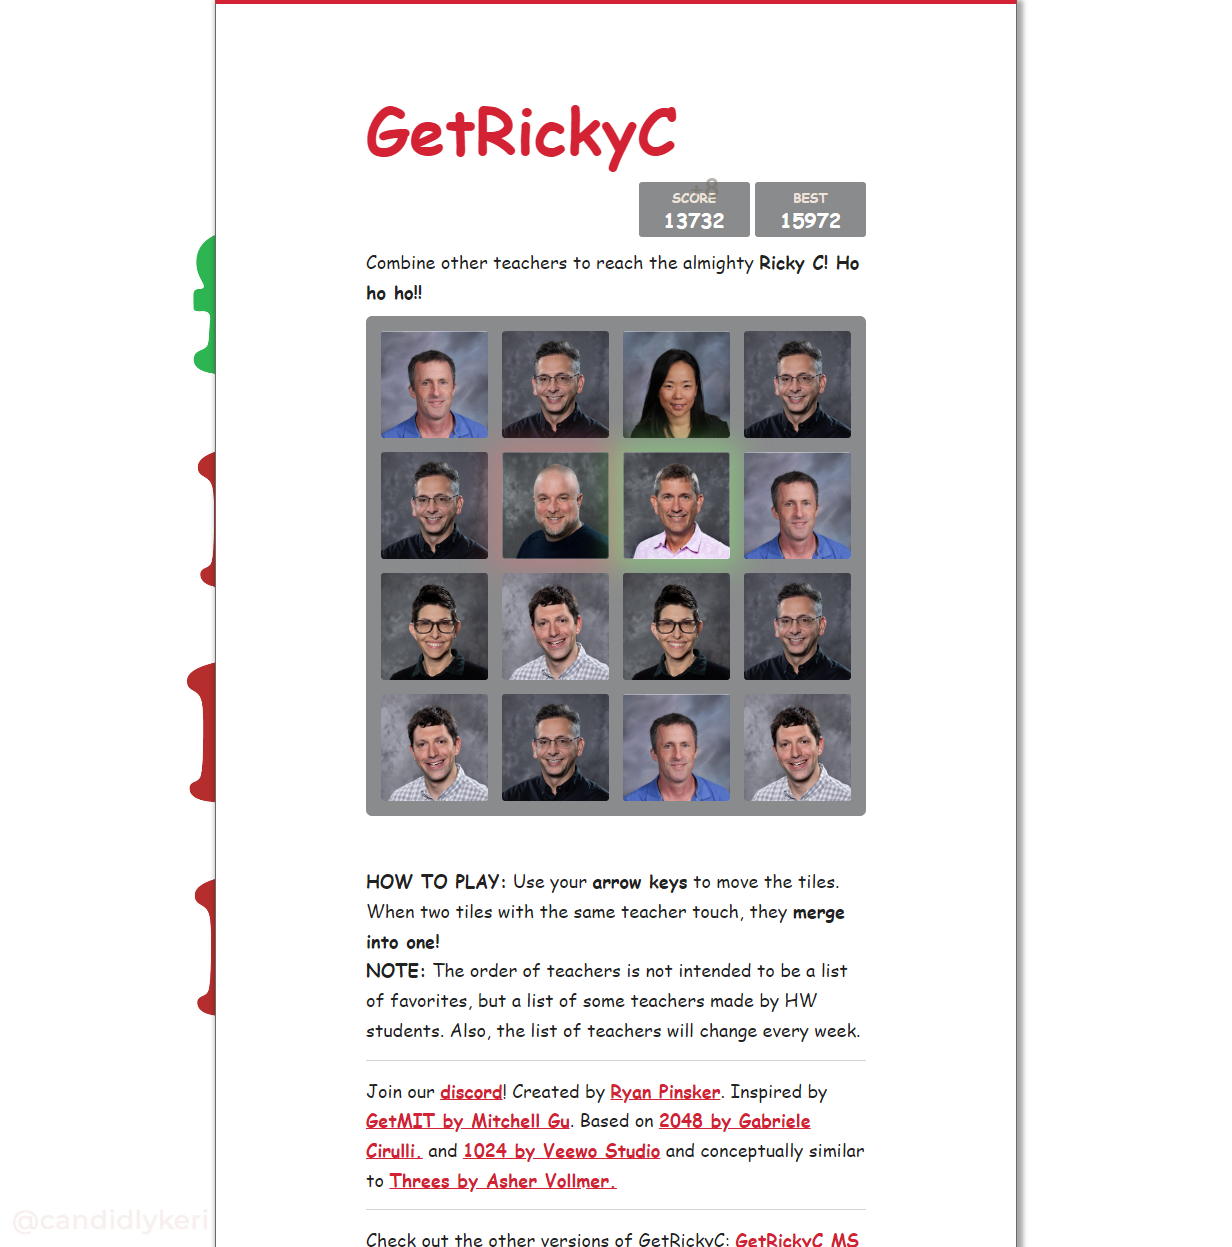 GetRickyC
+8
SCORE
BEST
13732
15972
Combine other teachers to reach the almighty Ricky C! Ho
ho ho!!
HOW TO PLAY: Use your arrow keys to move the tiles.
When two tiles with the same teacher touch, they merge
into one!
NOTE: The order of teachers is not intended to be a list
of favorites, but a list of some teachers made by HW
students. Also, the list of teachers will change every week.
Join our discord! Created by Ryan Pinsker. Inspired by
GetMIT by Mitchell Gu. Based on 2048 by Gabriele
Cirulli. and 1024 by Veewo Studio and conceptually similar
to Threes by Asher Vollmer.
@candidlykeri
Check out the other versions of GetRickyC: GetRickyC MS